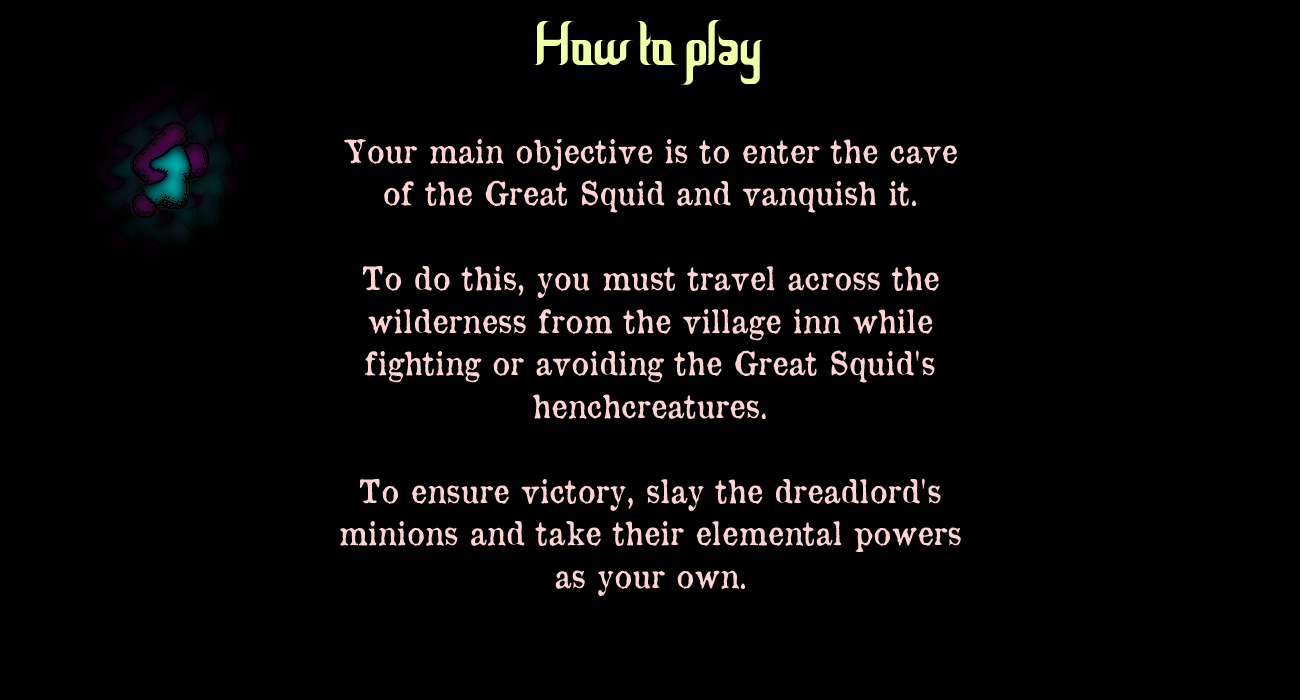 How to play
Your main objective is to enter the cave
of the Great Squid and vanquish it.
To do this, you must travel across the
wilderness from the village inn while
fighting or avoiding the Great Squid's
henchcreatures.
To ensure victory, slay the dreadlord's
minions and take their elemental powers
as your own.